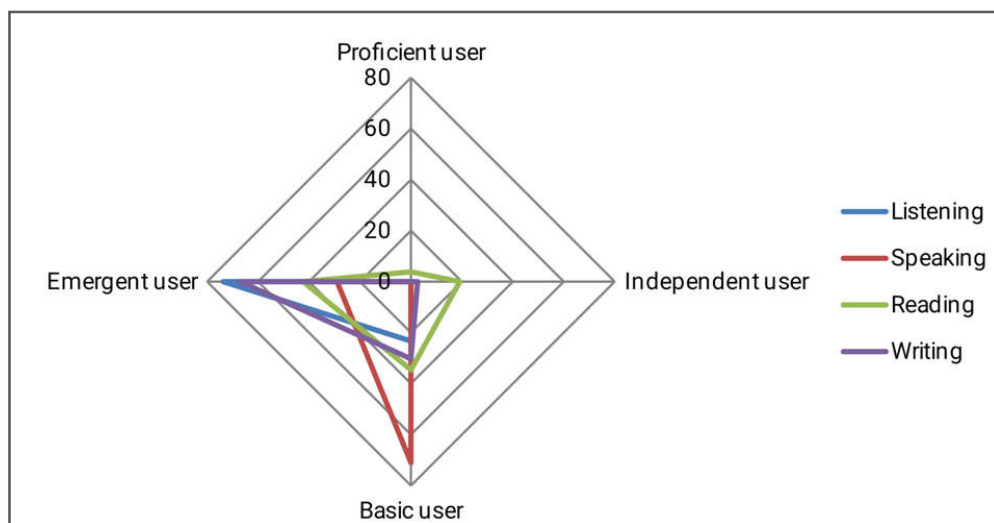 Proficient user
80
60
40
20
0
Emergent user
Independent user
Basic user
Listening
Speaking
Reading
Writing